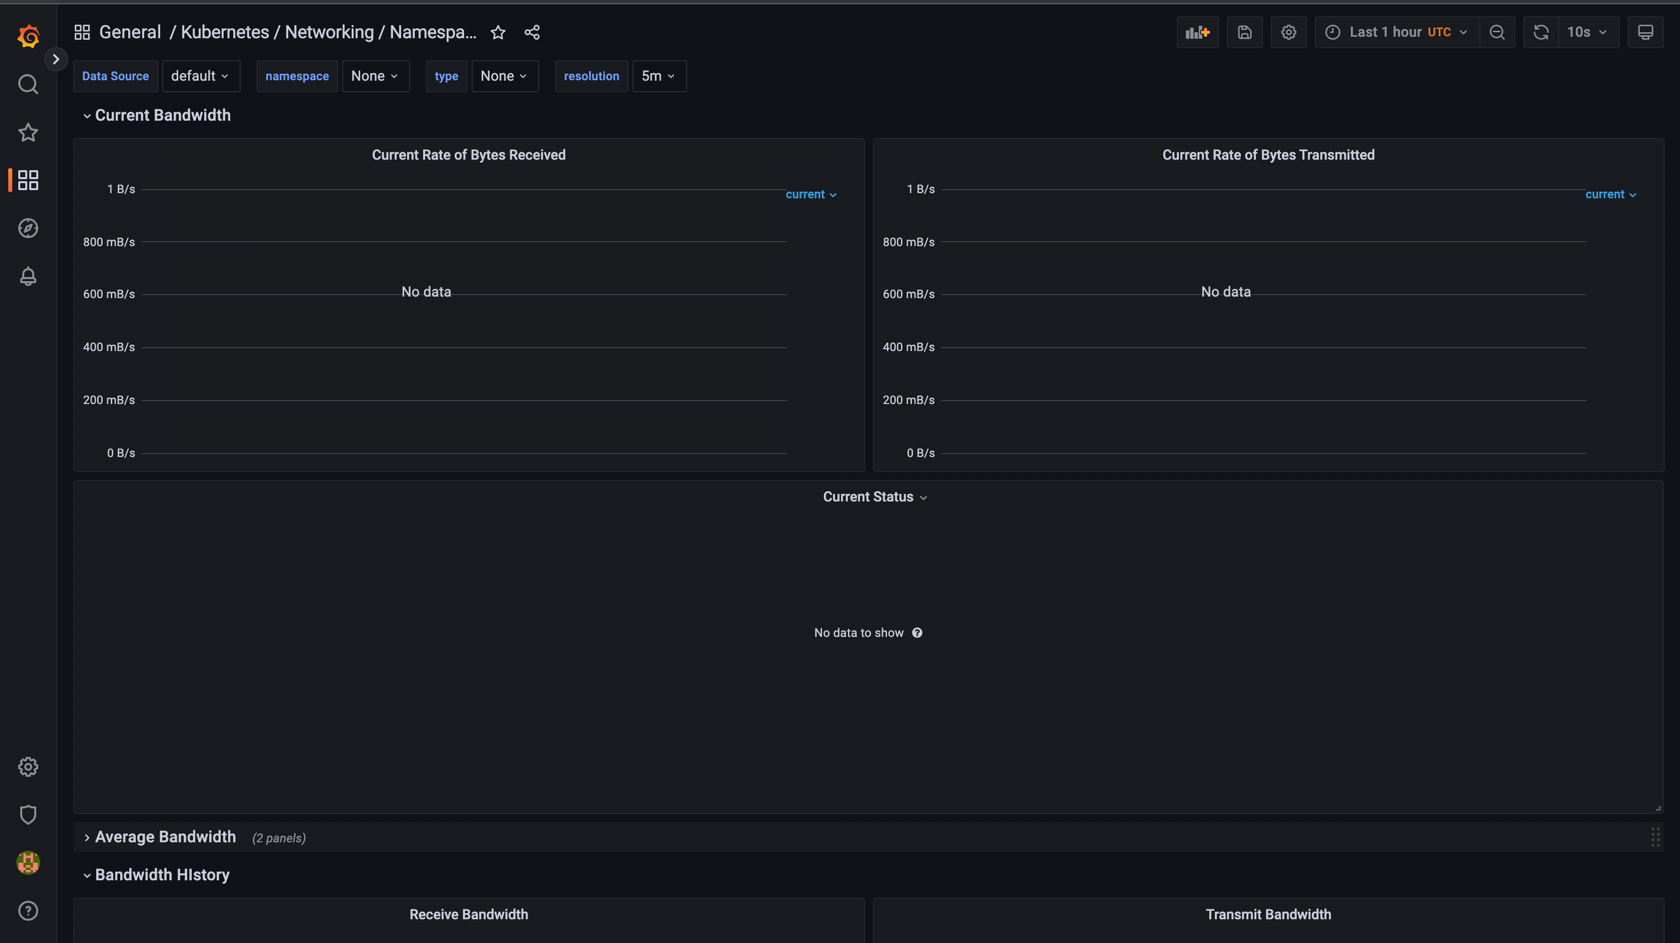 General / Kubernetes / Networking / Namespa...
Last 1 hour UTC
10s
Data Source default namespace None type None resolution 5m
Current Bandwidth
Current Rate of Bytes Received
1 B/s
current
800 mB/s
No data
600 mB/s
400 mB/s
200 mB/s
0 B/s
Current Rate of Bytes Transmitted
1 B/s
current
800 mB/s
No data
600 mB/s
400 mB/s
200 mB/s
0 B/s
Current Status
No data to show
Average Bandwidth (2 panels)
Bandwidth HIstory
Receive Bandwidth
Transmit Bandwidth